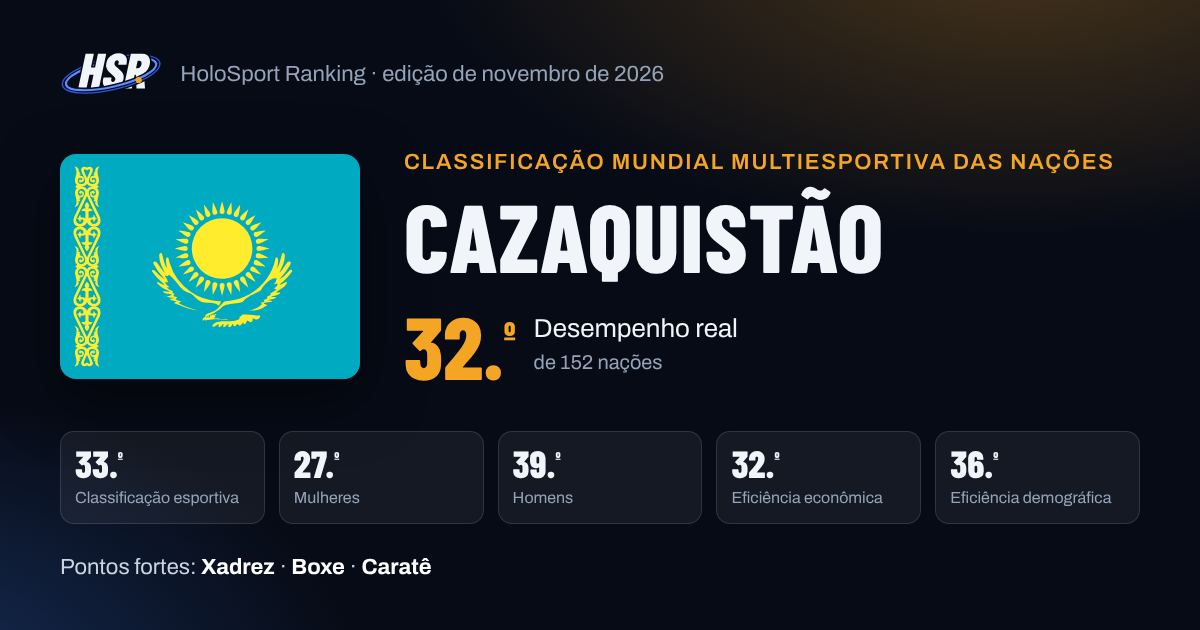 HSR
HoloSport Ranking · edição de novembro de 2026
CLASSIFICAÇÃO MUNDIAL MULTIESPORTIVA DAS NAÇÕES
CAZAQUISTÃO
32.º Desempenho real
de 152 nações
33.º
Classificação esportiva
27.º
Mulheres
39.º
Homens
32.º
Eficiência econômica
36.º
Eficiência demográfica
Pontos fortes: Xadrez · Boxe · Caratê